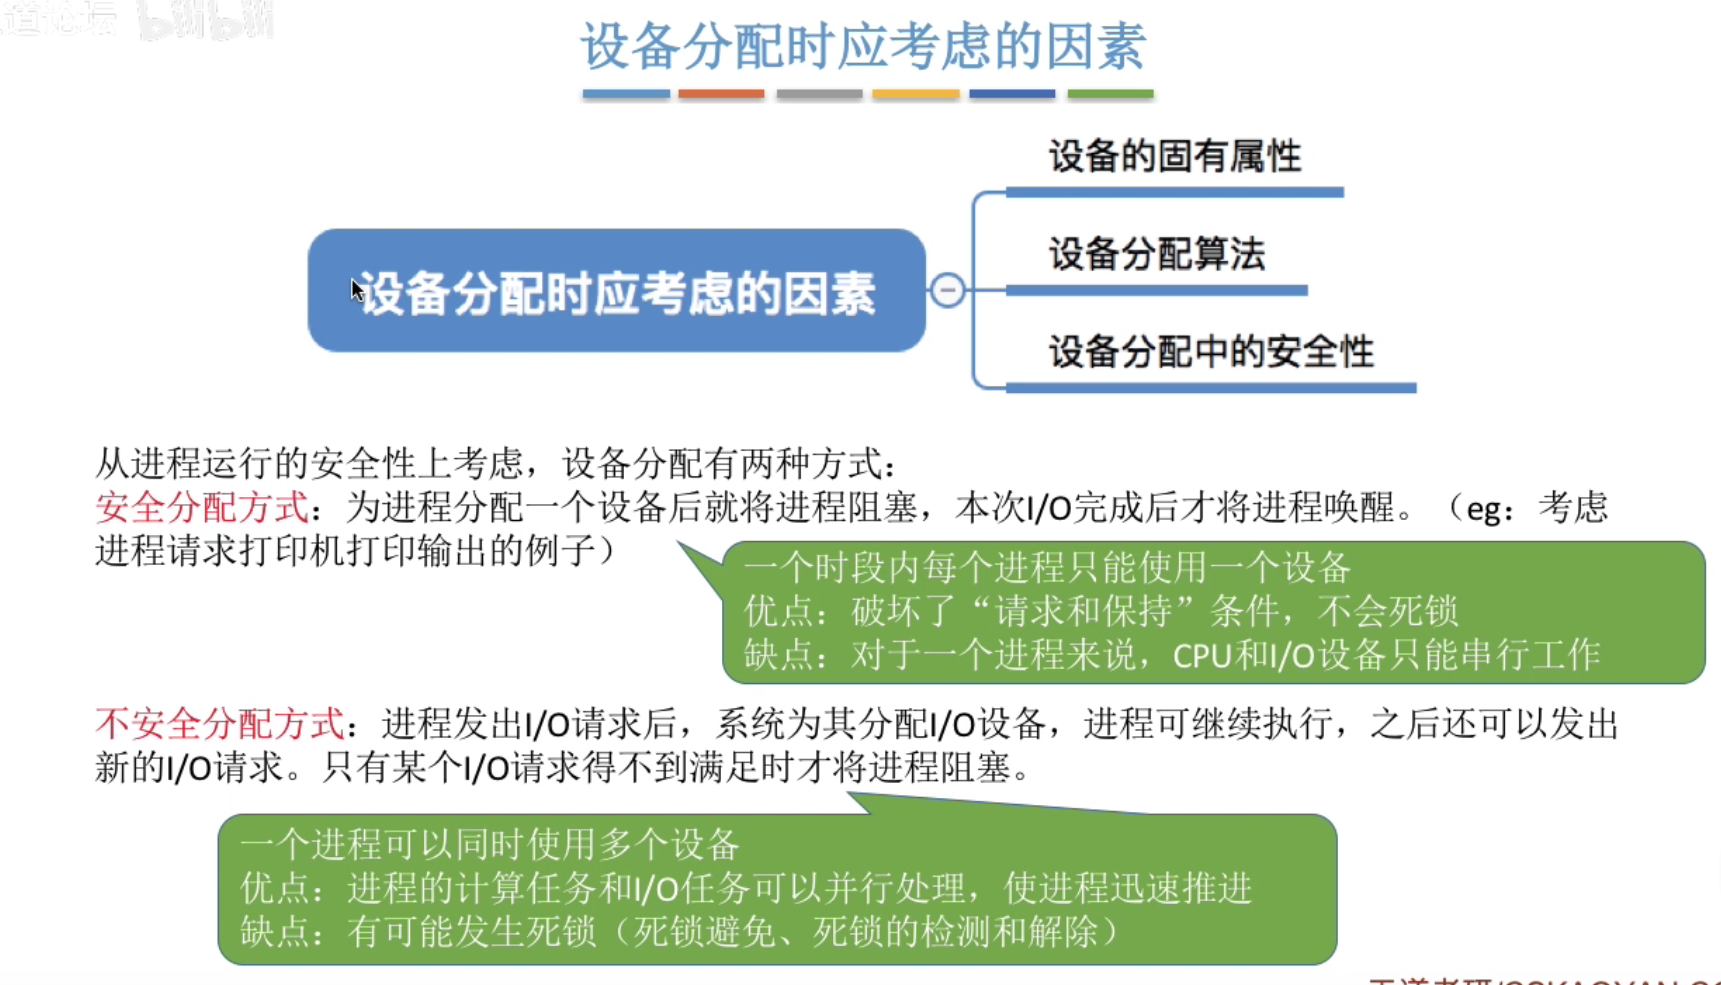 道论坛 bilibili
设备分配时应考虑的因素
设备的固有属性
设备分配算法
设备分配时应考虑的因素
设备分配中的安全性
从进程运行的安全性上考虑，设备分配有两种方式：
安全分配方式：为进程分配一个设备后就将进程阻塞，本次I/O完成后才将进程唤醒。（eg：考虑
进程请求打印机打印输出的例子）
一个时段内每个进程只能使用一个设备
优点：破坏了“请求和保持”条件，不会死锁
缺点：对于一个进程来说，CPU和I/O设备只能串行工作
不安全分配方式：进程发出I/O请求后，系统为其分配I/O设备，进程可继续执行，之后还可以发出
新的I/O请求。只有某个I/O请求得不到满足时才将进程阻塞。
一个进程可以同时使用多个设备
优点：进程的计算任务和I/O任务可以并行处理，使进程迅速推进
缺点：有可能发生死锁（死锁避免、死锁的检测和解除）